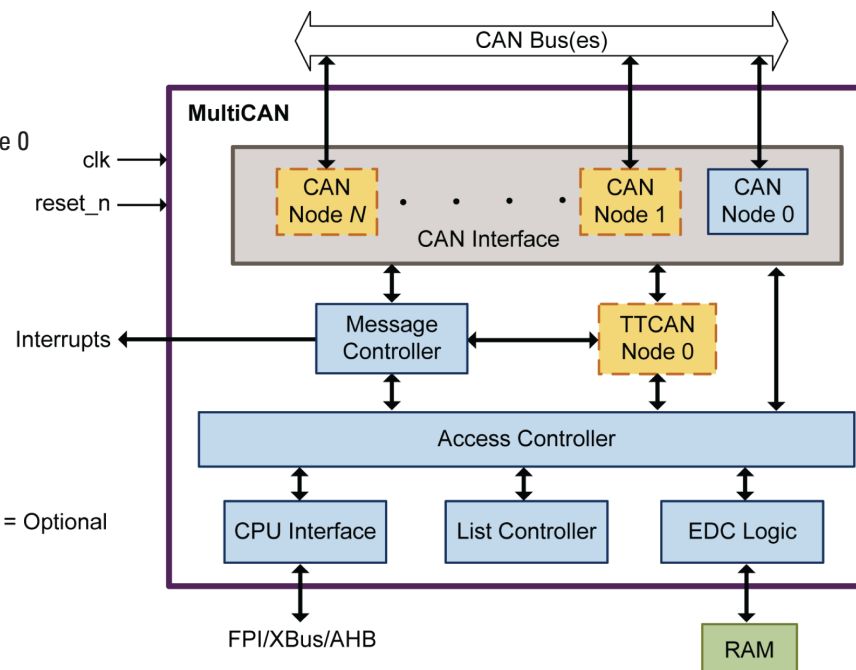 CAN Bus(es)
MultiCAN
e 0
clk
reset_n
CAN
Node N
CAN
Node 1
CAN
Node 0
CAN Interface
Interrupts
Message
Controller
TTCAN
Node 0
Access Controller
= Optional
CPU Interface
List Controller
EDC Logic
FPI/XBus/AHB
RAM